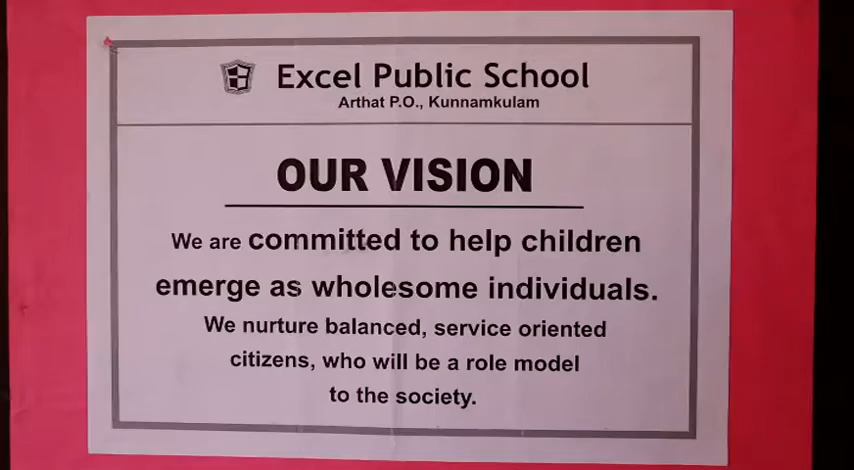 Excel Public School
Arthat P.O., Kunnamkulam
OUR VISION
We are committed to help children
emerge as wholesome individuals.
We nurture balanced, service oriented
citizens, who will be a role model
to the society.